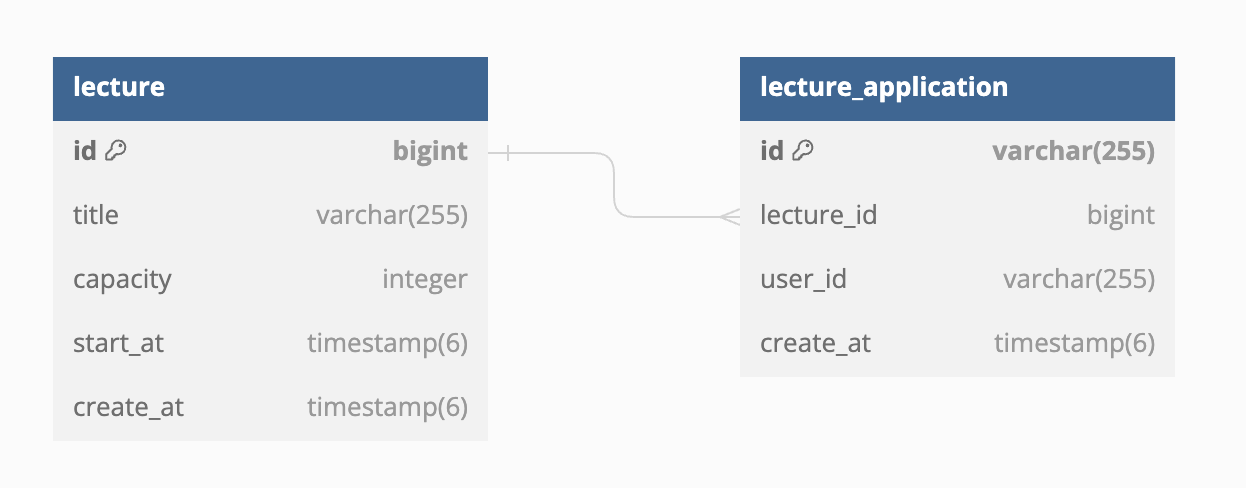 lecture
id bigint
title varchar(255)
capacity integer
start_at timestamp(6)
create_at timestamp(6)
lecture_application
id varchar(255)
lecture_id bigint
user_id varchar(255)
create_at timestamp(6)